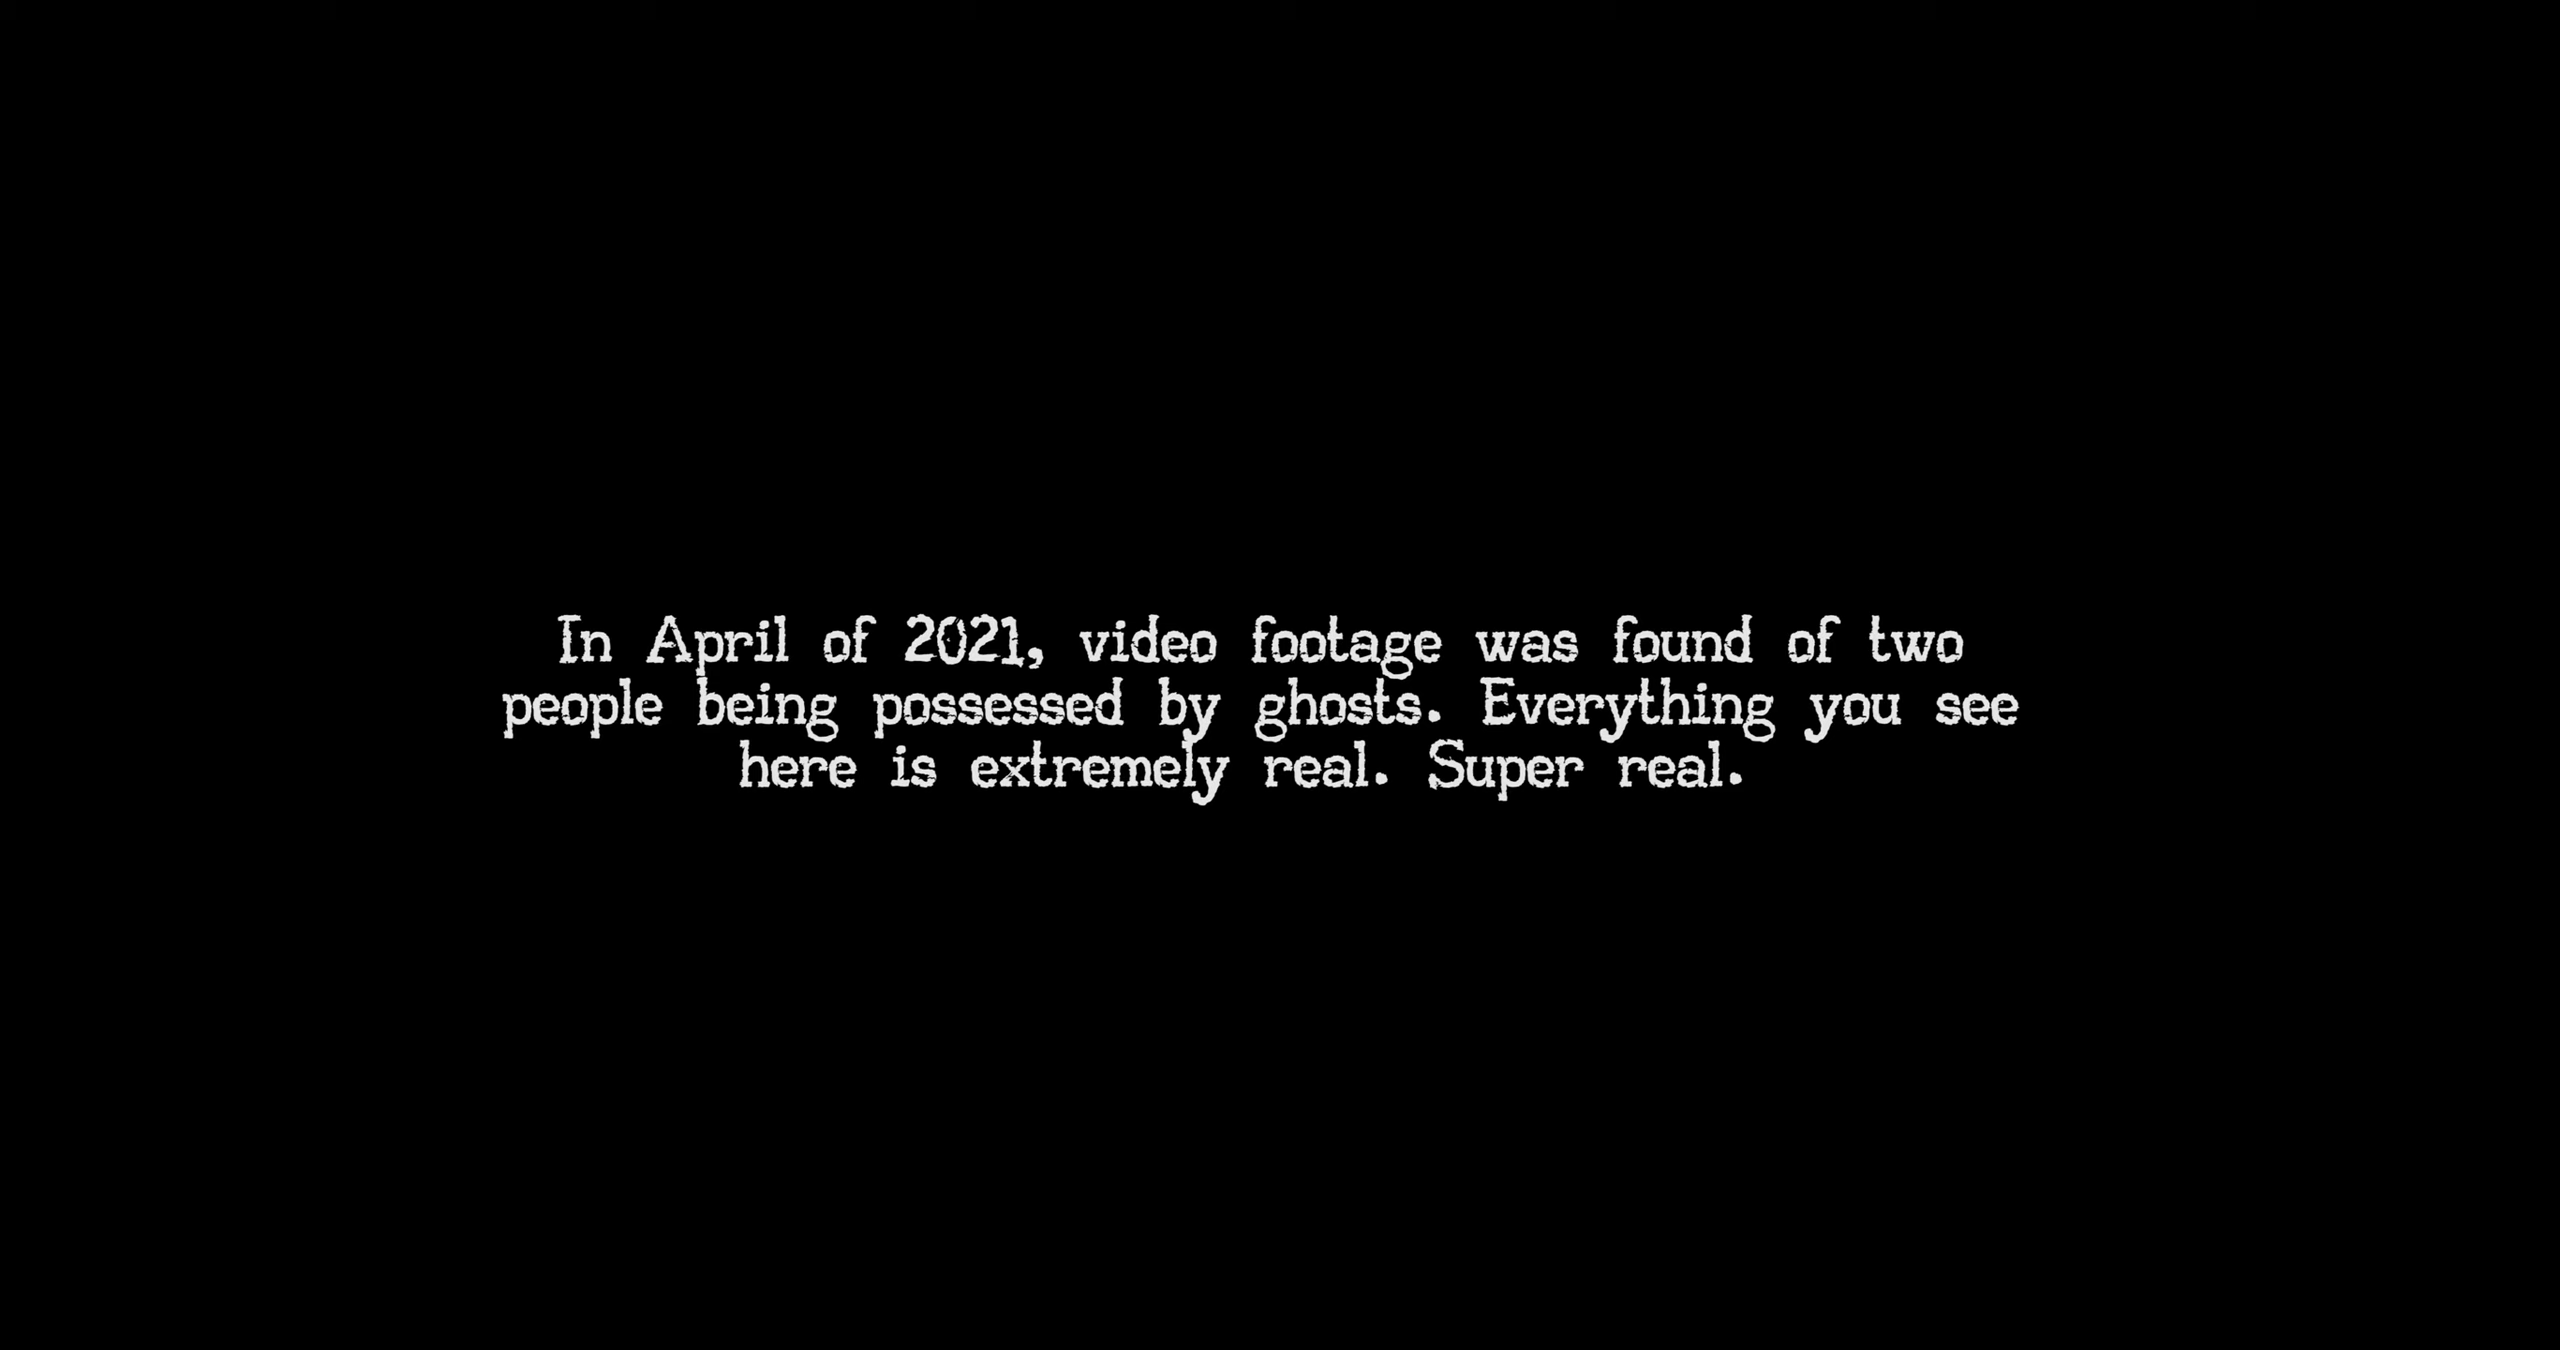 In April of 2021, video footage was found of two
people being possessed by ghosts. Everything you see
here is extremely real. Super real.